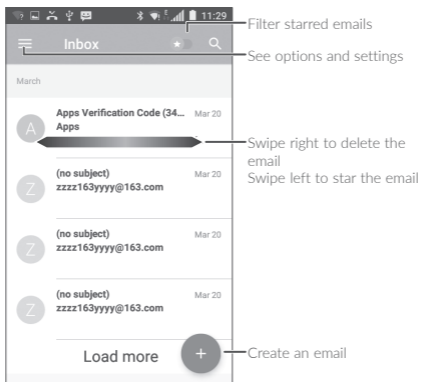 11:29
Filter starred emails
Inbox
See options and settings
March
Apps Verification Code (34... Mar 20
A
Apps
Swipe right to delete the
email
Swipe left to star the email
(no subject) Mar 20
Z
zzzz163yyyy@163.com
(no subject) Mar 20
Z
zzzz163yyyy@163.com
(no subject) Mar 20
Z
zzzz163yyyy@163.com
Load more
+
Create an email